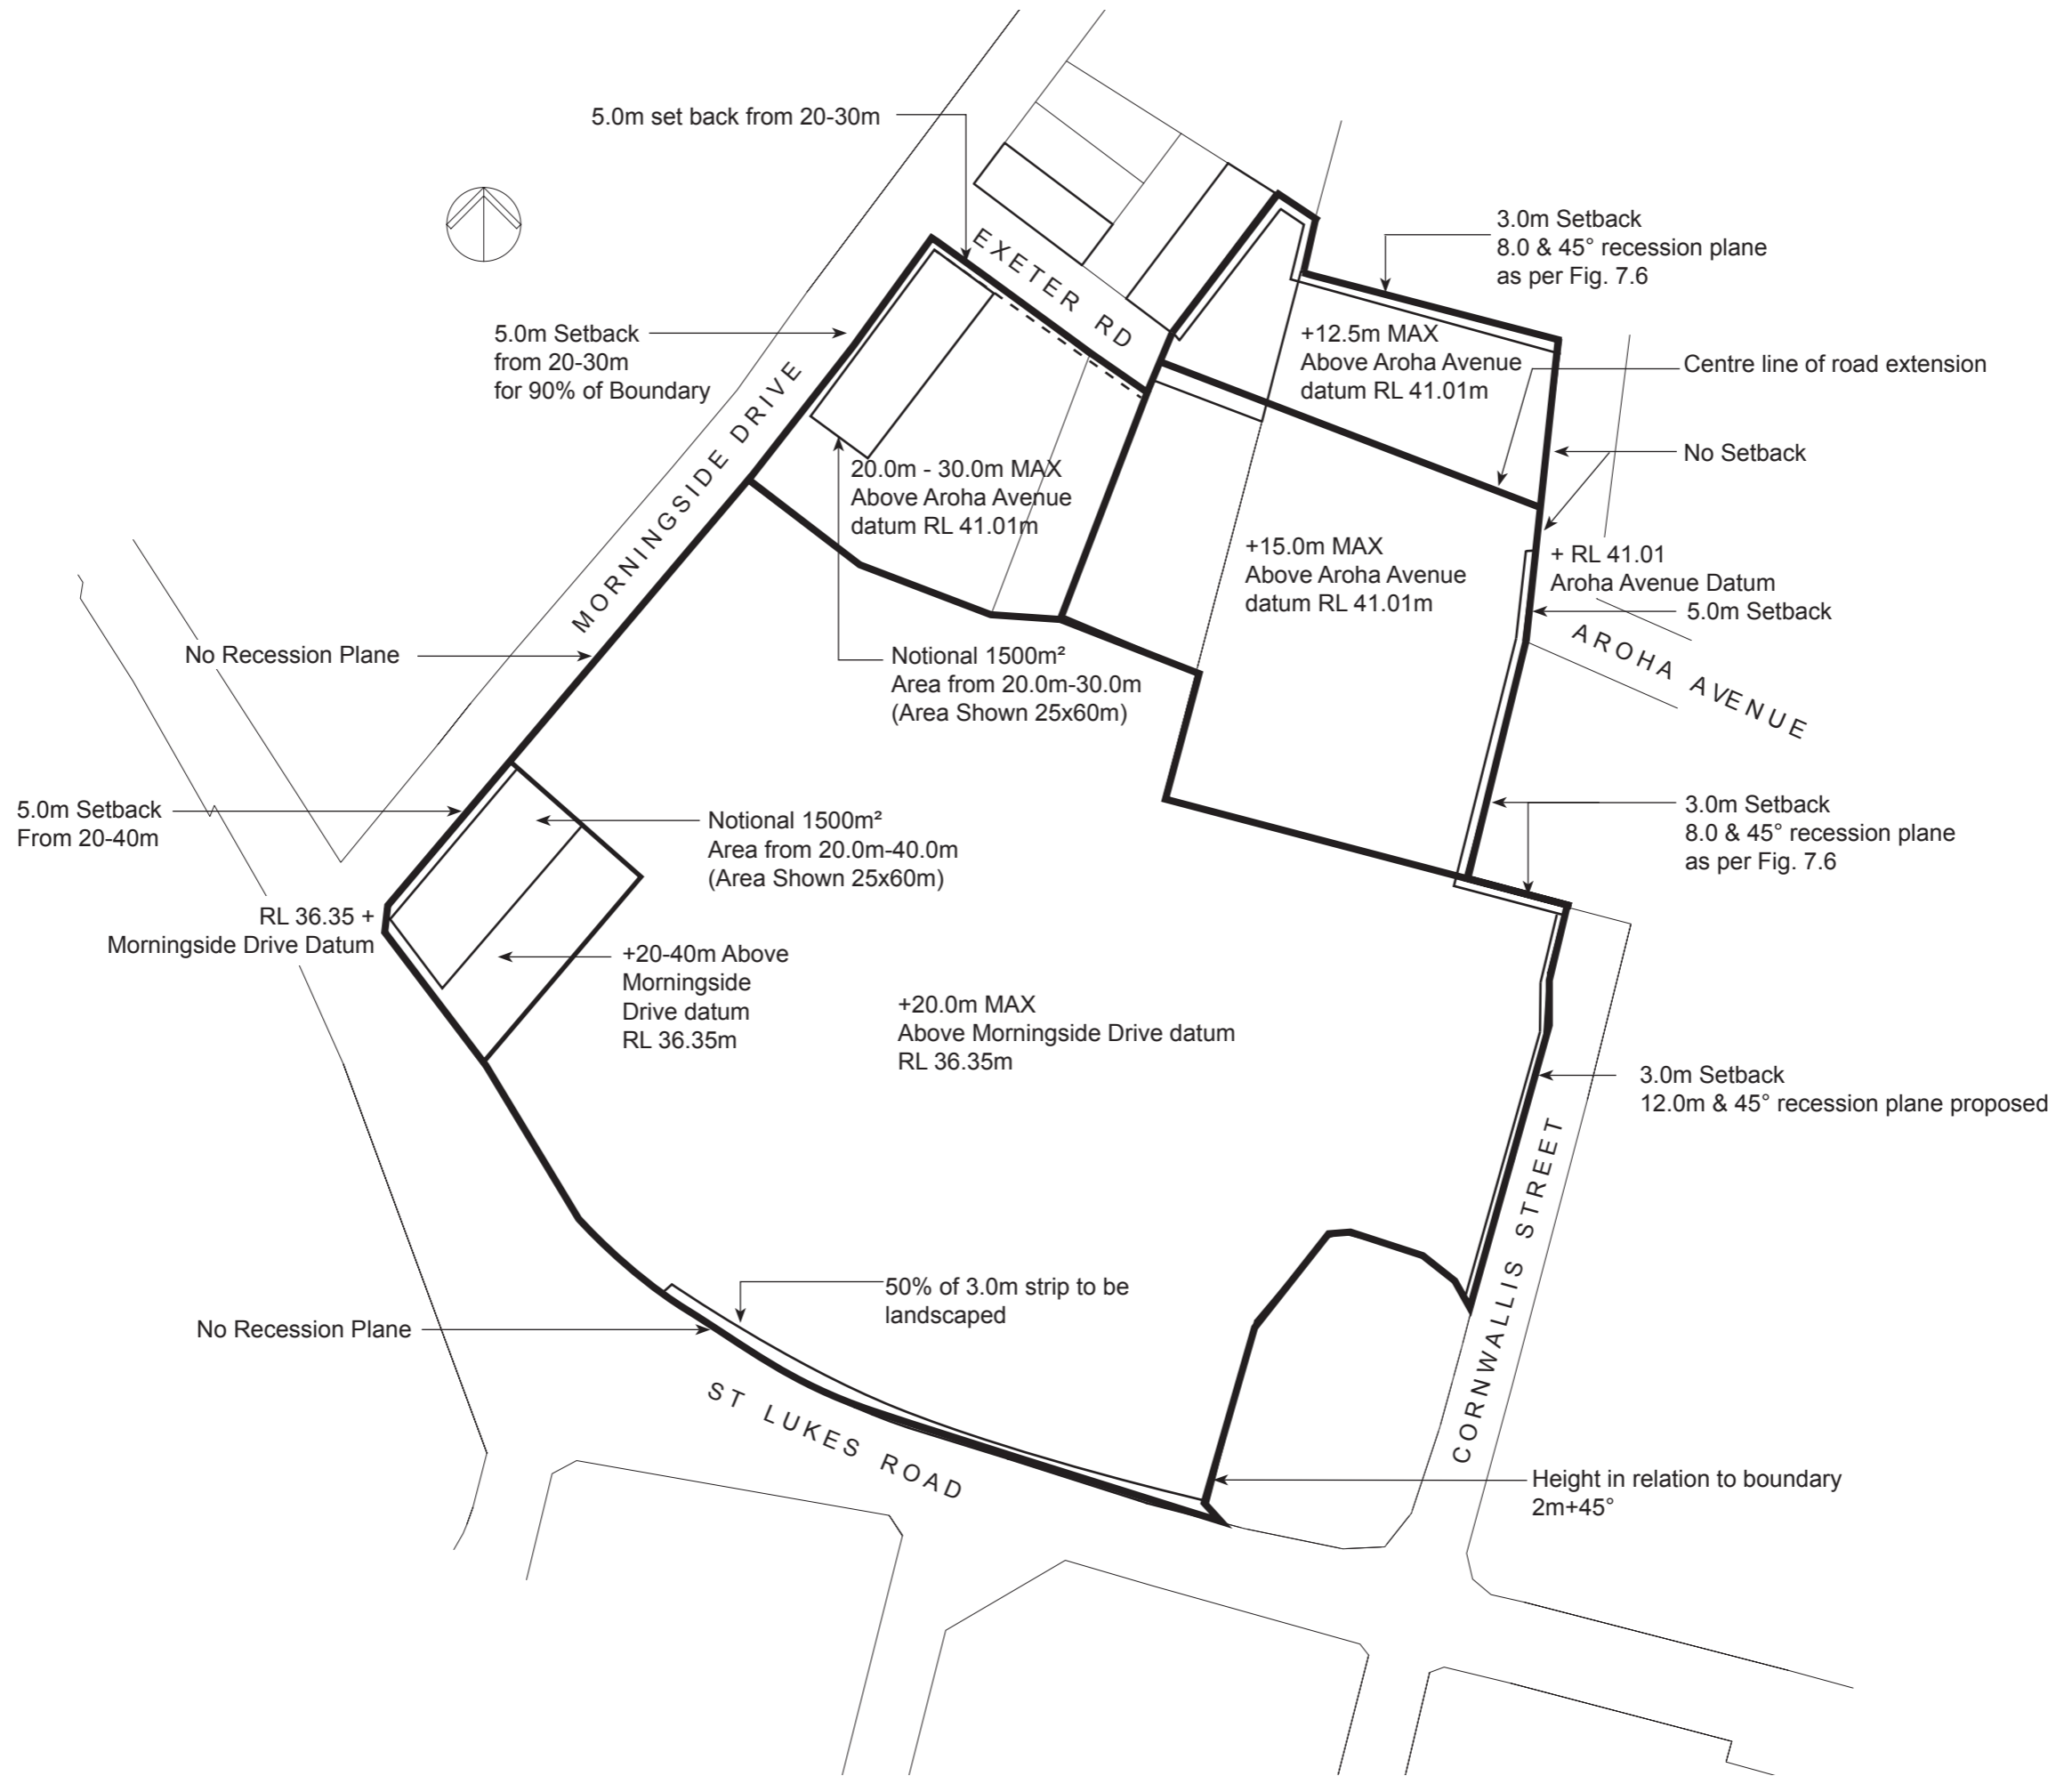 5.0m set back from 20-30m
EXETER RD
3.0m Setback
8.0 & 45° recession plane
as per Fig. 7.6
5.0m Setback
from 20-30m
for 90% of Boundary
+12.5m MAX
Above Aroha Avenue
datum RL 41.01m
Centre line of road extension
No Setback
MORNINGSIDE DRIVE
20.0m - 30.0m MAX
Above Aroha Avenue
datum RL 41.01m
+15.0m MAX
Above Aroha Avenue
datum RL 41.01m
+ RL 41.01
Aroha Avenue Datum
5.0m Setback
AROHA AVENUE
No Recession Plane
Notional 1500m²
Area from 20.0m-30.0m
(Area Shown 25x60m)
5.0m Setback
From 20-40m
Notional 1500m²
Area from 20.0m-40.0m
(Area Shown 25x60m)
3.0m Setback
8.0 & 45° recession plane
as per Fig. 7.6
RL 36.35 +
Morningside Drive Datum
+20-40m Above
Morningside
Drive datum
RL 36.35m
+20.0m MAX
Above Morningside Drive datum
RL 36.35m
3.0m Setback
12.0m & 45° recession plane proposed
CORNWALLIS STREET
50% of 3.0m strip to be
landscaped
No Recession Plane
ST LUKES ROAD
Height in relation to boundary
2m+45°